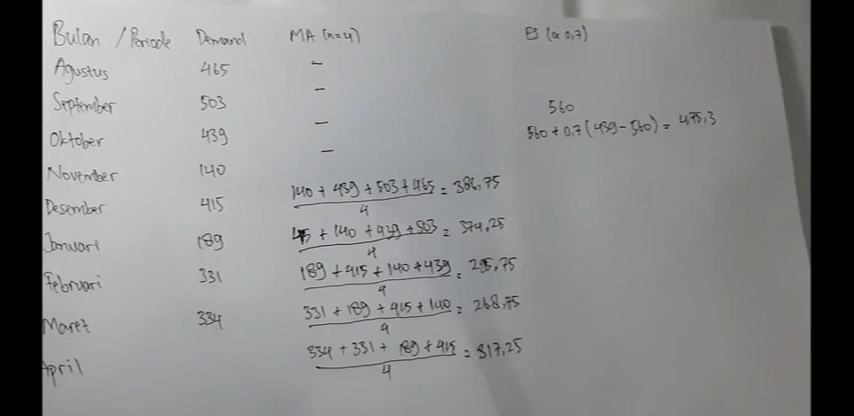 Bulan / Periode Demand MA (n=4) ES (α 0,7)
Agustus 465 -
September 503 - 560
Oktober 439 - 560 + 0,7 (439 - 560) = 475,3
November 140 -
Desember 415 140 + 439 + 503 + 465 = 386,75
4
Januari 189 415 + 140 + 439 + 503 = 374,25
4
Februari 331 189 + 415 + 140 + 439 = 295,75
4
Maret 334 331 + 189 + 415 + 140 = 268,75
4
April 334 + 331 + 189 + 415 = 317,25
4